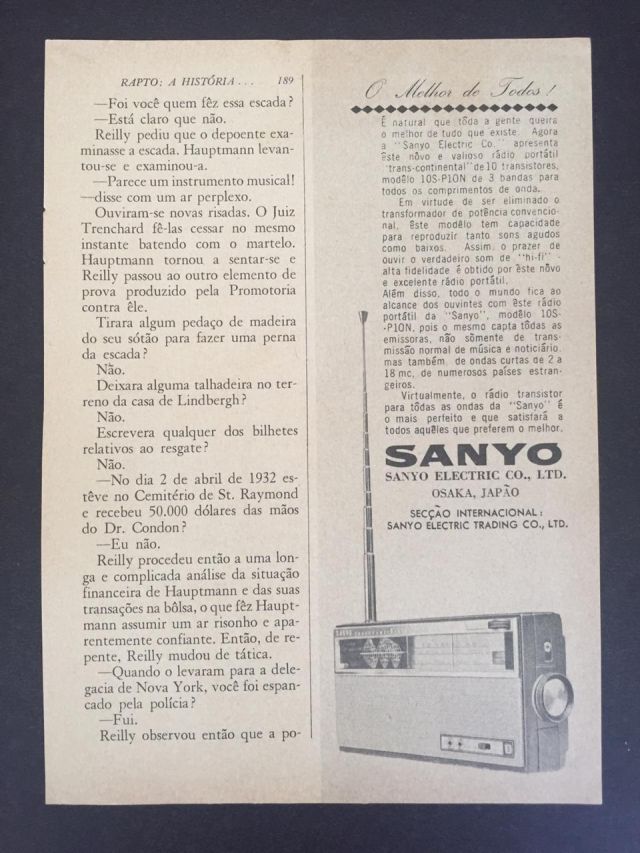 RAPTO: A HISTÓRIA . . . . 189
—Foi você quem fêz essa escada?
—Está claro que não.
Reilly pediu que o depoente exa-
minasse a escada. Hauptmann levan-
tou-se e examinou-a.
—Parece um instrumento musical!
—disse com um ar perplexo.
Ouviram-se novas risadas. O Juiz
Trenchard fê-las cessar no mesmo
instante batendo com o martelo.
Hauptmann tornou a sentar-se e
Reilly passou ao outro elemento de
prova produzido pela Promotoria
contra êle.
Tirara algum pedaço de madeira
do seu sótão para fazer uma perna
da escada?
Não.
Deixara alguma talhadeira no ter-
reno da casa de Lindbergh?
Não.
Escrevera qualquer dos bilhetes
relativos ao resgate?
Não.
—No dia 2 de abril de 1932 es-
têve no Cemitério de St. Raymond
e recebeu 50.000 dólares das mãos
do Dr. Condon?
—Eu não.
Reilly procedeu então a uma lon-
ga e complicada análise da situação
financeira de Hauptmann e das suas
transações na bôlsa, o que fêz Haupt-
mann assumir um ar risonho e apa-
rentemente confiante. Então, de re-
pente, Reilly mudou de tática.
—Quando o levaram para a dele-
gacia de Nova York, você foi espan-
cado pela polícia?
—Fui.
Reilly observou então que a po-
O Melhor de Todos!
É natural que tôda a gente queira
o melhor de tudo que existe. Agora
a "Sanyo Electric Co." apresenta
êste nôvo e valioso rádio portátil
"trans-continental" de 10 transistores,
modêlo 10S-P10N de 3 bandas para
todos os comprimentos de onda.
Em virtude de ser eliminado o
transformador de potência convencio-
nal, êste modêlo tem capacidade
para reproduzir tanto sons agudos
como baixos. Assim, o prazer de
ouvir o verdadeiro som de "hi-fi" -
alta fidelidade é obtido por êste nôvo
e excelente rádio portátil.
Além disso, todo o mundo fica ao
alcance dos ouvintes com êste rádio
portátil da "Sanyo", modêlo 10S-
-P10N, pois o mesmo capta tôdas as
emissoras, não sòmente de trans-
missão normal de música e noticiário,
mas também de ondas curtas de 2 a
18 mc, de numerosos países estran-
geiros.
Virtualmente, o rádio transistor
para tôdas as ondas da "Sanyo" é
o mais perfeito e que satisfará a
todos aquêles que preferem o melhor.
SANYO
SANYO ELECTRIC CO., LTD.
OSAKA, JAPÃO
SECÇÃO INTERNACIONAL:
SANYO ELECTRIC TRADING CO., LTD.
SANYO